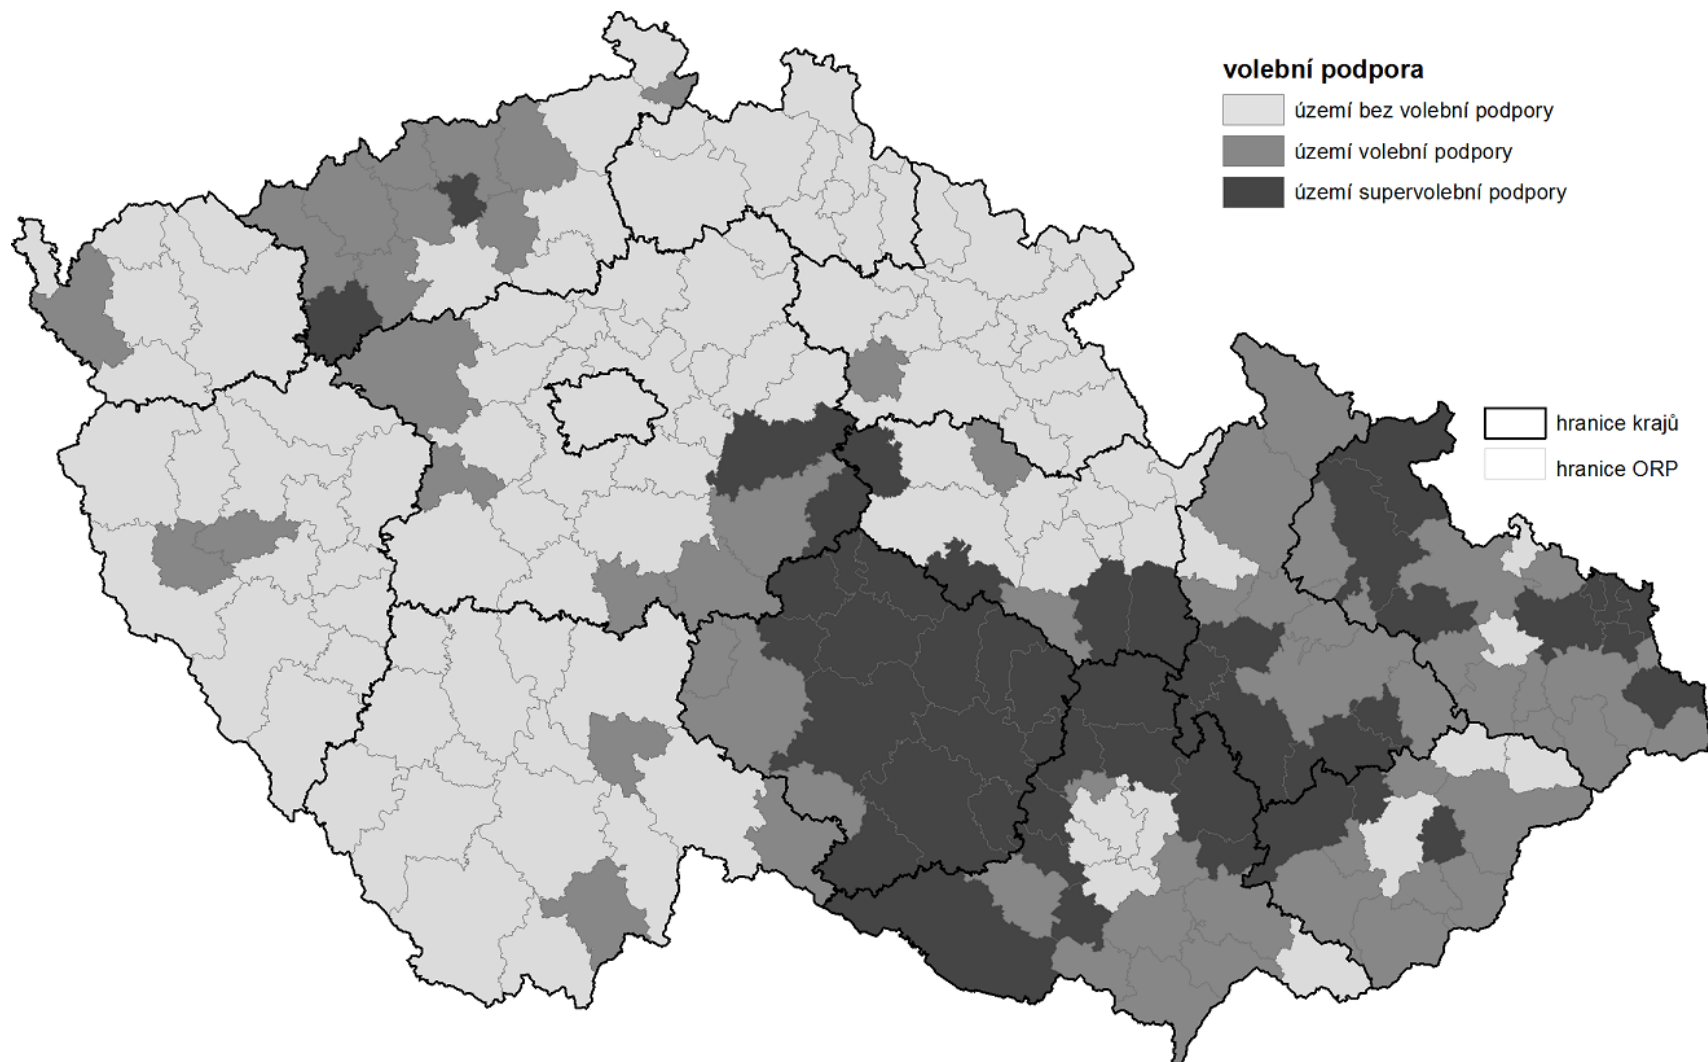 volební podpora
území bez volební podpory
území volební podpory
území supervolební podpory
hranice krajů
hranice ORP